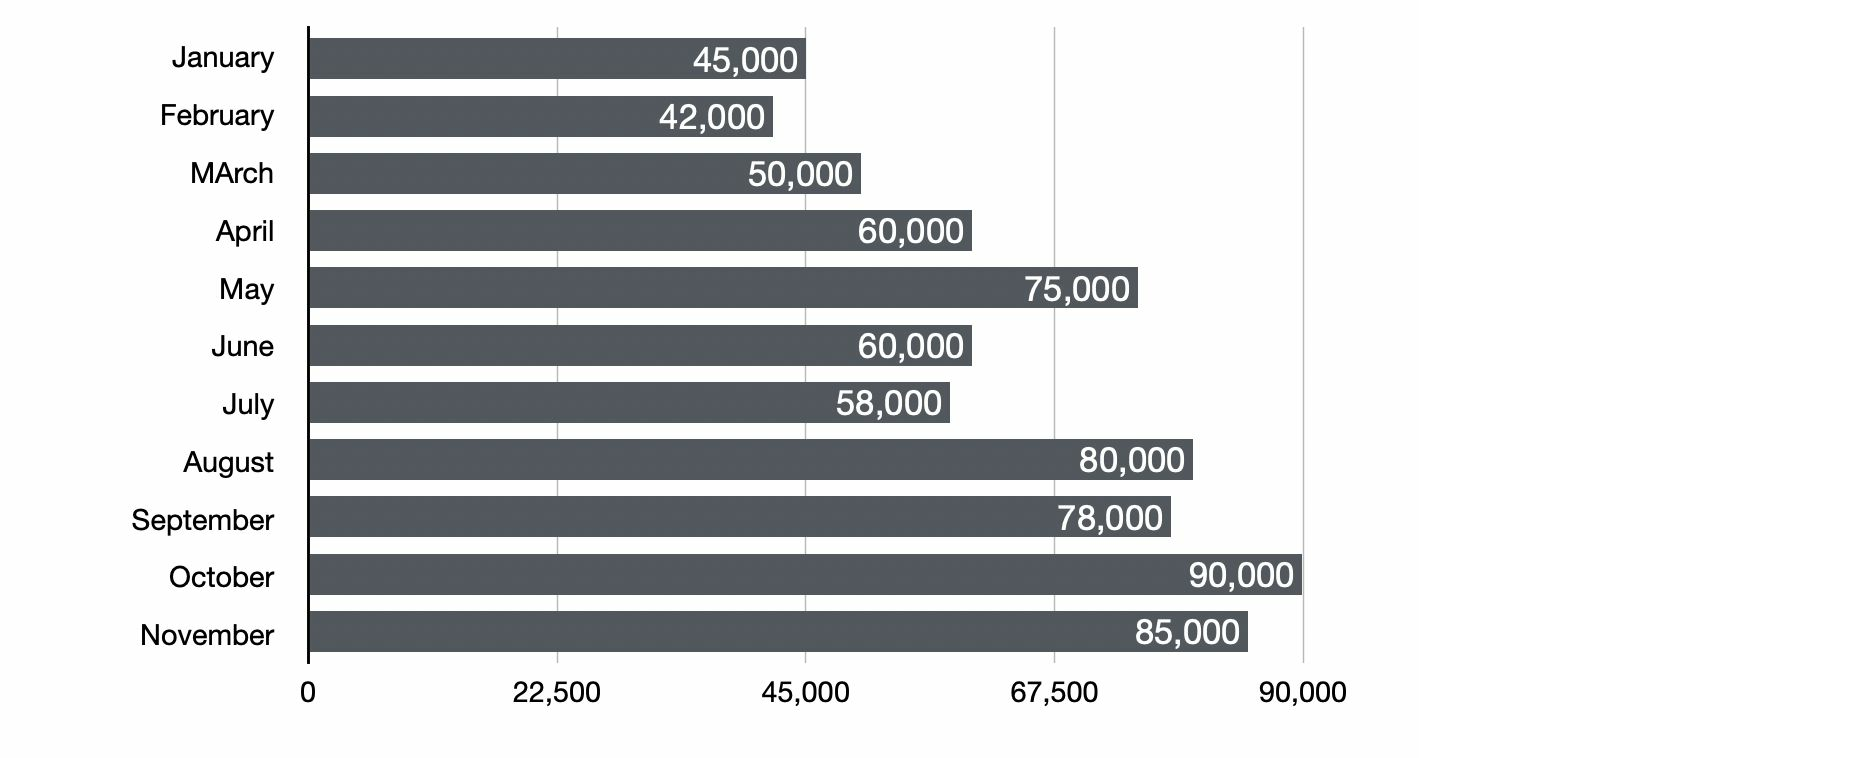 January 45,000
February 42,000
MArch 50,000
April 60,000
May 75,000
June 60,000
July 58,000
August 80,000
September 78,000
October 90,000
November 85,000
0 22,500 45,000 67,500 90,000